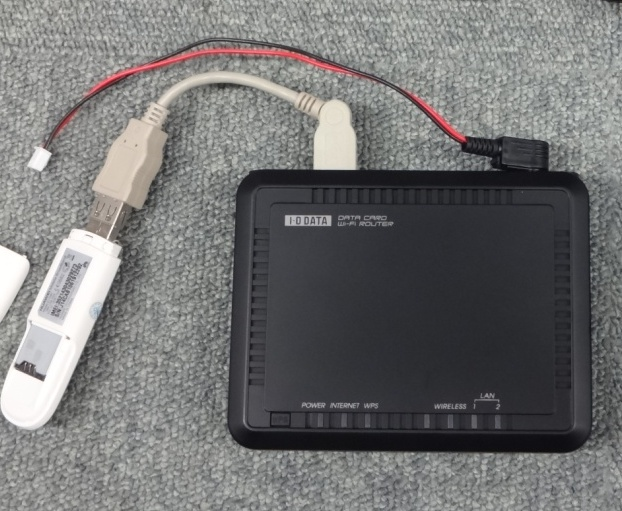 I-O DATA
DATA CARD
Wi-Fi ROUTER
LAN
POWER INTERNET WPS WIRELESS 1 2